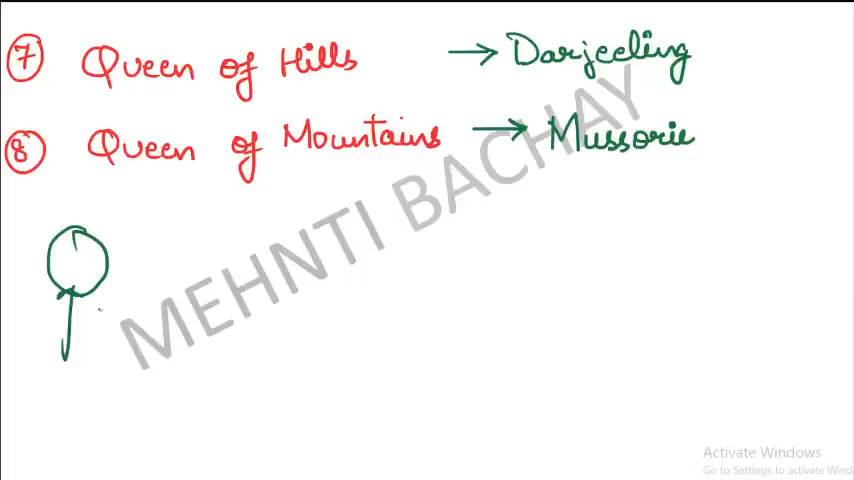 7 Queen of Hills → Darjeeling
8 Queen of Mountains → Mussorie
MEHNTI BACHAY
Activate Windows
Go to Settings to activate Wind